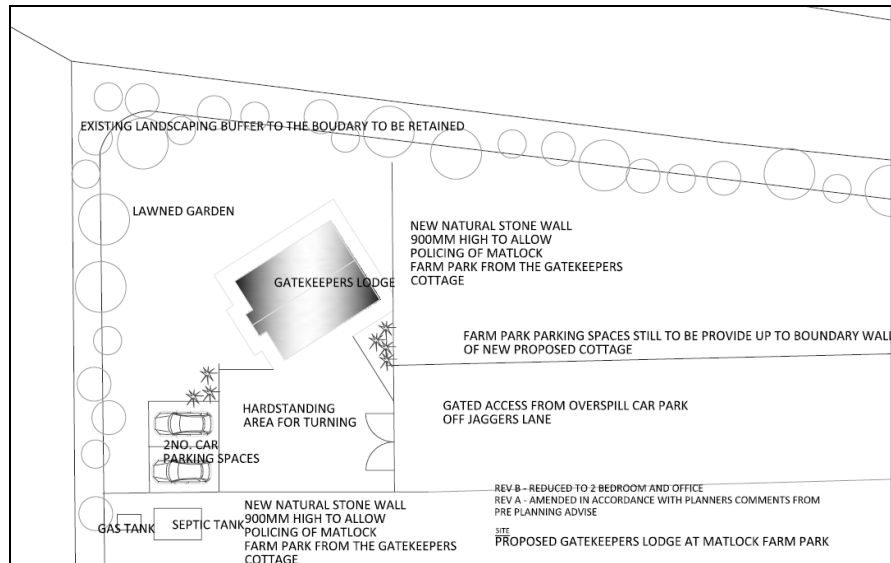 EXISTING LANDSCAPING BUFFER TO THE BOUDARY TO BE RETAINED
LAWNED GARDEN
NEW NATURAL STONE WALL
900MM HIGH TO ALLOW
POLICING OF MATLOCK
FARM PARK FROM THE GATEKEEPERS
COTTAGE
GATEKEEPERS LODGE
FARM PARK PARKING SPACES STILL TO BE PROVIDE UP TO BOUNDARY WALL
OF NEW PROPOSED COTTAGE
HARDSTANDING
AREA FOR TURNING
GATED ACCESS FROM OVERSPILL CAR PARK
OFF JAGGERS LANE
2NO. CAR
PARKING SPACES
GAS TANK
SEPTIC TANK
NEW NATURAL STONE WALL
900MM HIGH TO ALLOW
POLICING OF MATLOCK
FARM PARK FROM THE GATEKEEPERS
COTTAGE
REV B - REDUCED TO 2 BEDROOM AND OFFICE
REV A - AMENDED IN ACCORDANCE WITH PLANNERS COMMENTS FROM
PRE PLANNING ADVISE
SITE
PROPOSED GATEKEEPERS LODGE AT MATLOCK FARM PARK